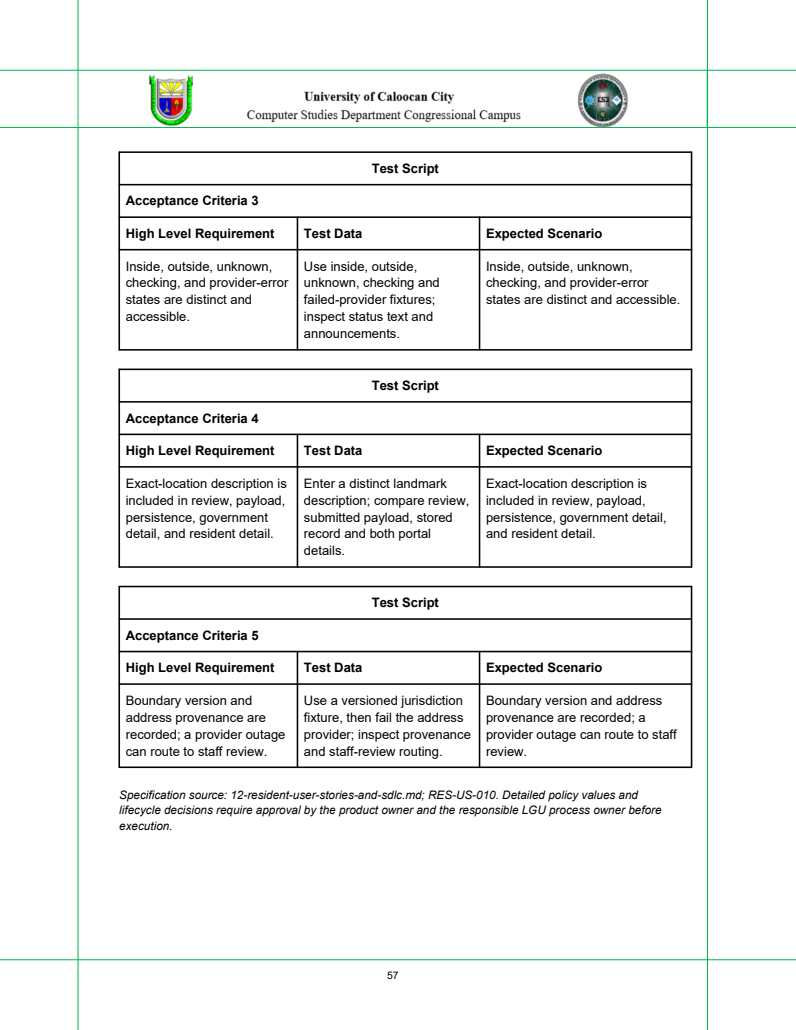 University of Caloocan City
Computer Studies Department Congressional Campus
Test Script
Acceptance Criteria 3
High Level Requirement
Test Data
Expected Scenario
Inside, outside, unknown,
checking, and provider-error
states are distinct and
accessible.
Use inside, outside,
unknown, checking and
failed-provider fixtures;
inspect status text and
announcements.
Inside, outside, unknown,
checking, and provider-error
states are distinct and accessible.
Test Script
Acceptance Criteria 4
High Level Requirement
Test Data
Expected Scenario
Exact-location description is
included in review, payload,
persistence, government
detail, and resident detail.
Enter a distinct landmark
description; compare review,
submitted payload, stored
record and both portal
details.
Exact-location description is
included in review, payload,
persistence, government detail,
and resident detail.
Test Script
Acceptance Criteria 5
High Level Requirement
Test Data
Expected Scenario
Boundary version and
address provenance are
recorded; a provider outage
can route to staff review.
Use a versioned jurisdiction
fixture, then fail the address
provider; inspect provenance
and staff-review routing.
Boundary version and address
provenance are recorded; a
provider outage can route to staff
review.
Specification source: 12-resident-user-stories-and-sdlc.md; RES-US-010. Detailed policy values and
lifecycle decisions require approval by the product owner and the responsible LGU process owner before
execution.
57